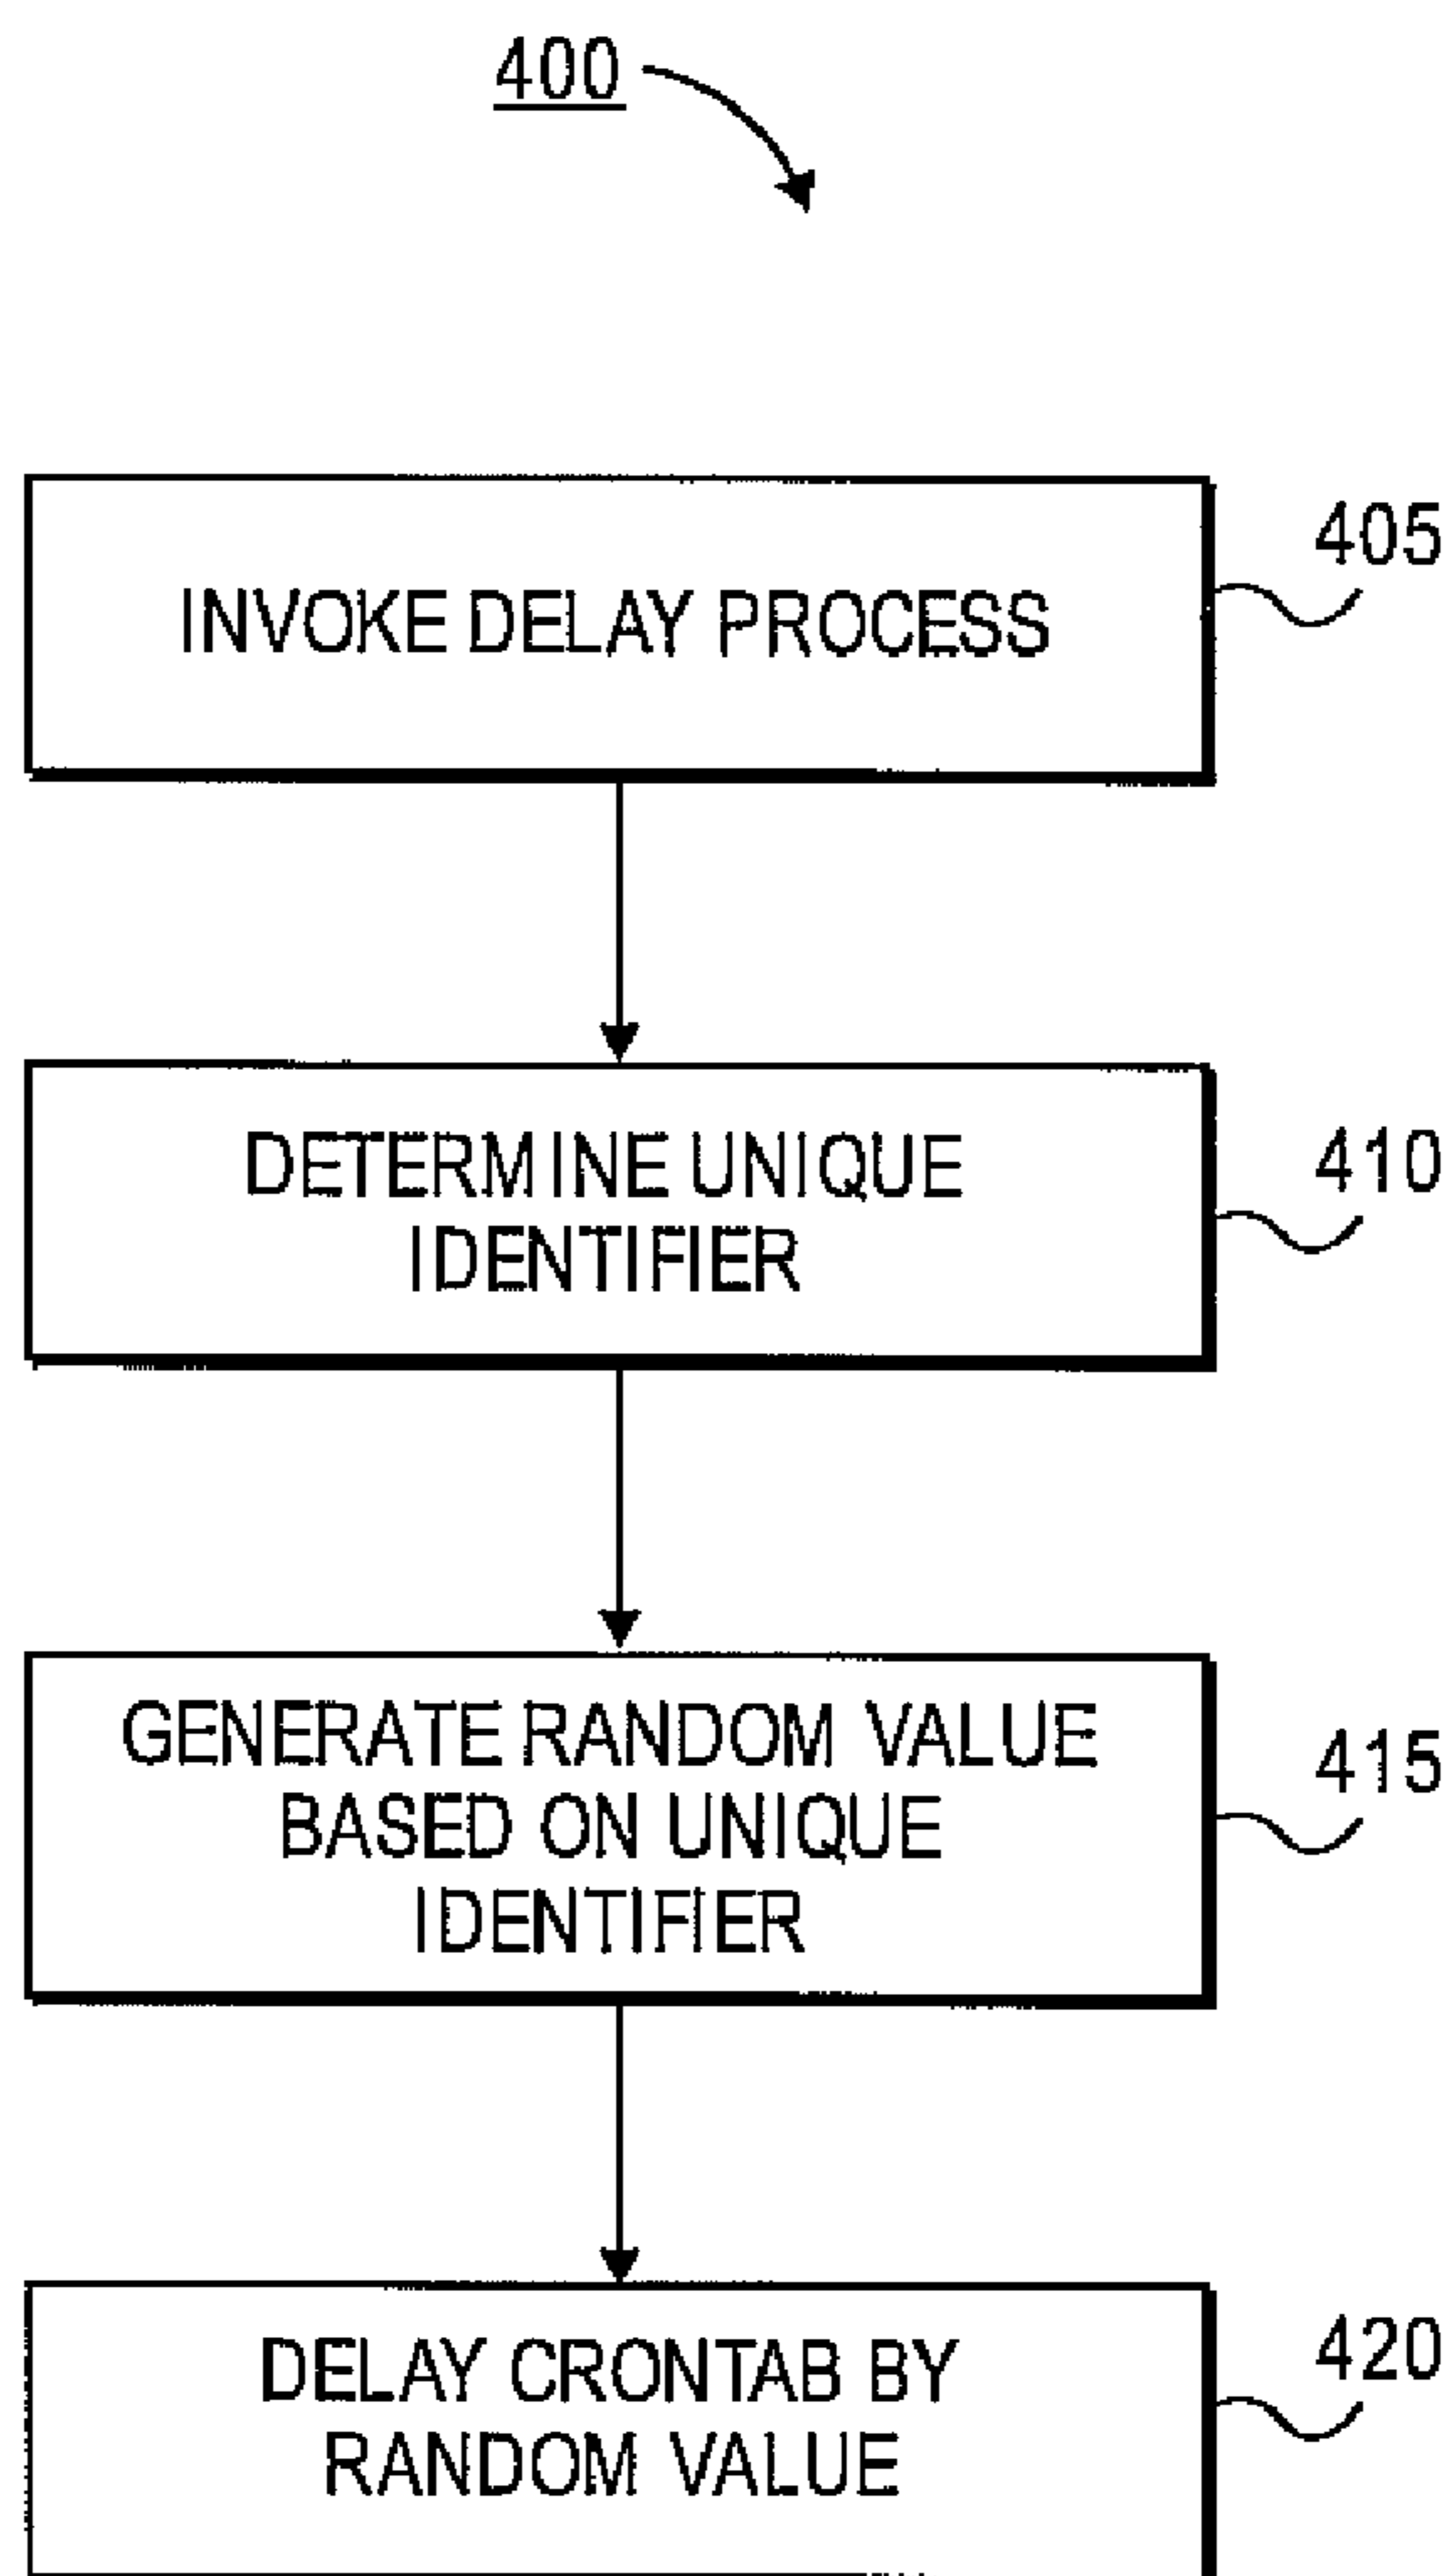 400
INVOKE DELAY PROCESS
405
DETERMINE UNIQUE
IDENTIFIER
410
GENERATE RANDOM VALUE
BASED ON UNIQUE
IDENTIFIER
415
DELAY CRONTAB BY
RANDOM VALUE
420